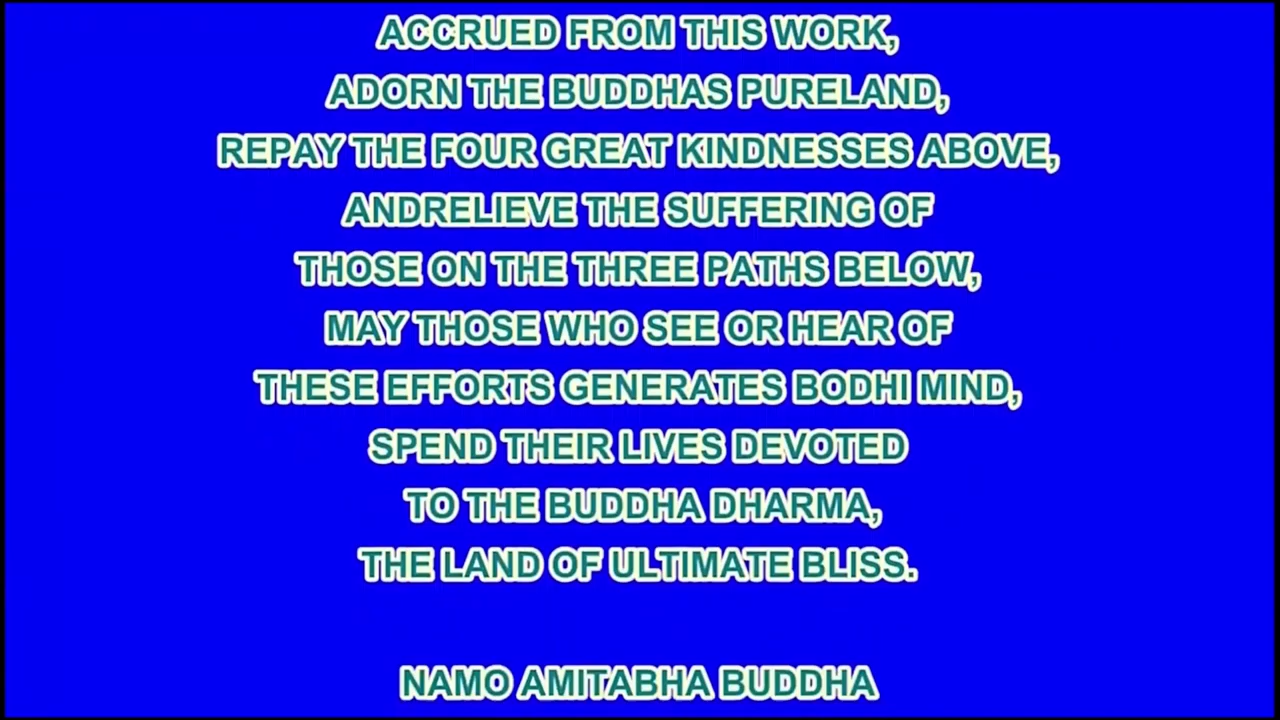 ACCRUED FROM THIS WORK,
ADORN THE BUDDHAS PURELAND,
REPAY THE FOUR GREAT KINDNESSES ABOVE,
ANDRELIEVE THE SUFFERING OF
THOSE ON THE THREE PATHS BELOW,
MAY THOSE WHO SEE OR HEAR OF
THESE EFFORTS GENERATES BODHI MIND,
SPEND THEIR LIVES DEVOTED
TO THE BUDDHA DHARMA,
THE LAND OF ULTIMATE BLISS.
NAMO AMITABHA BUDDHA